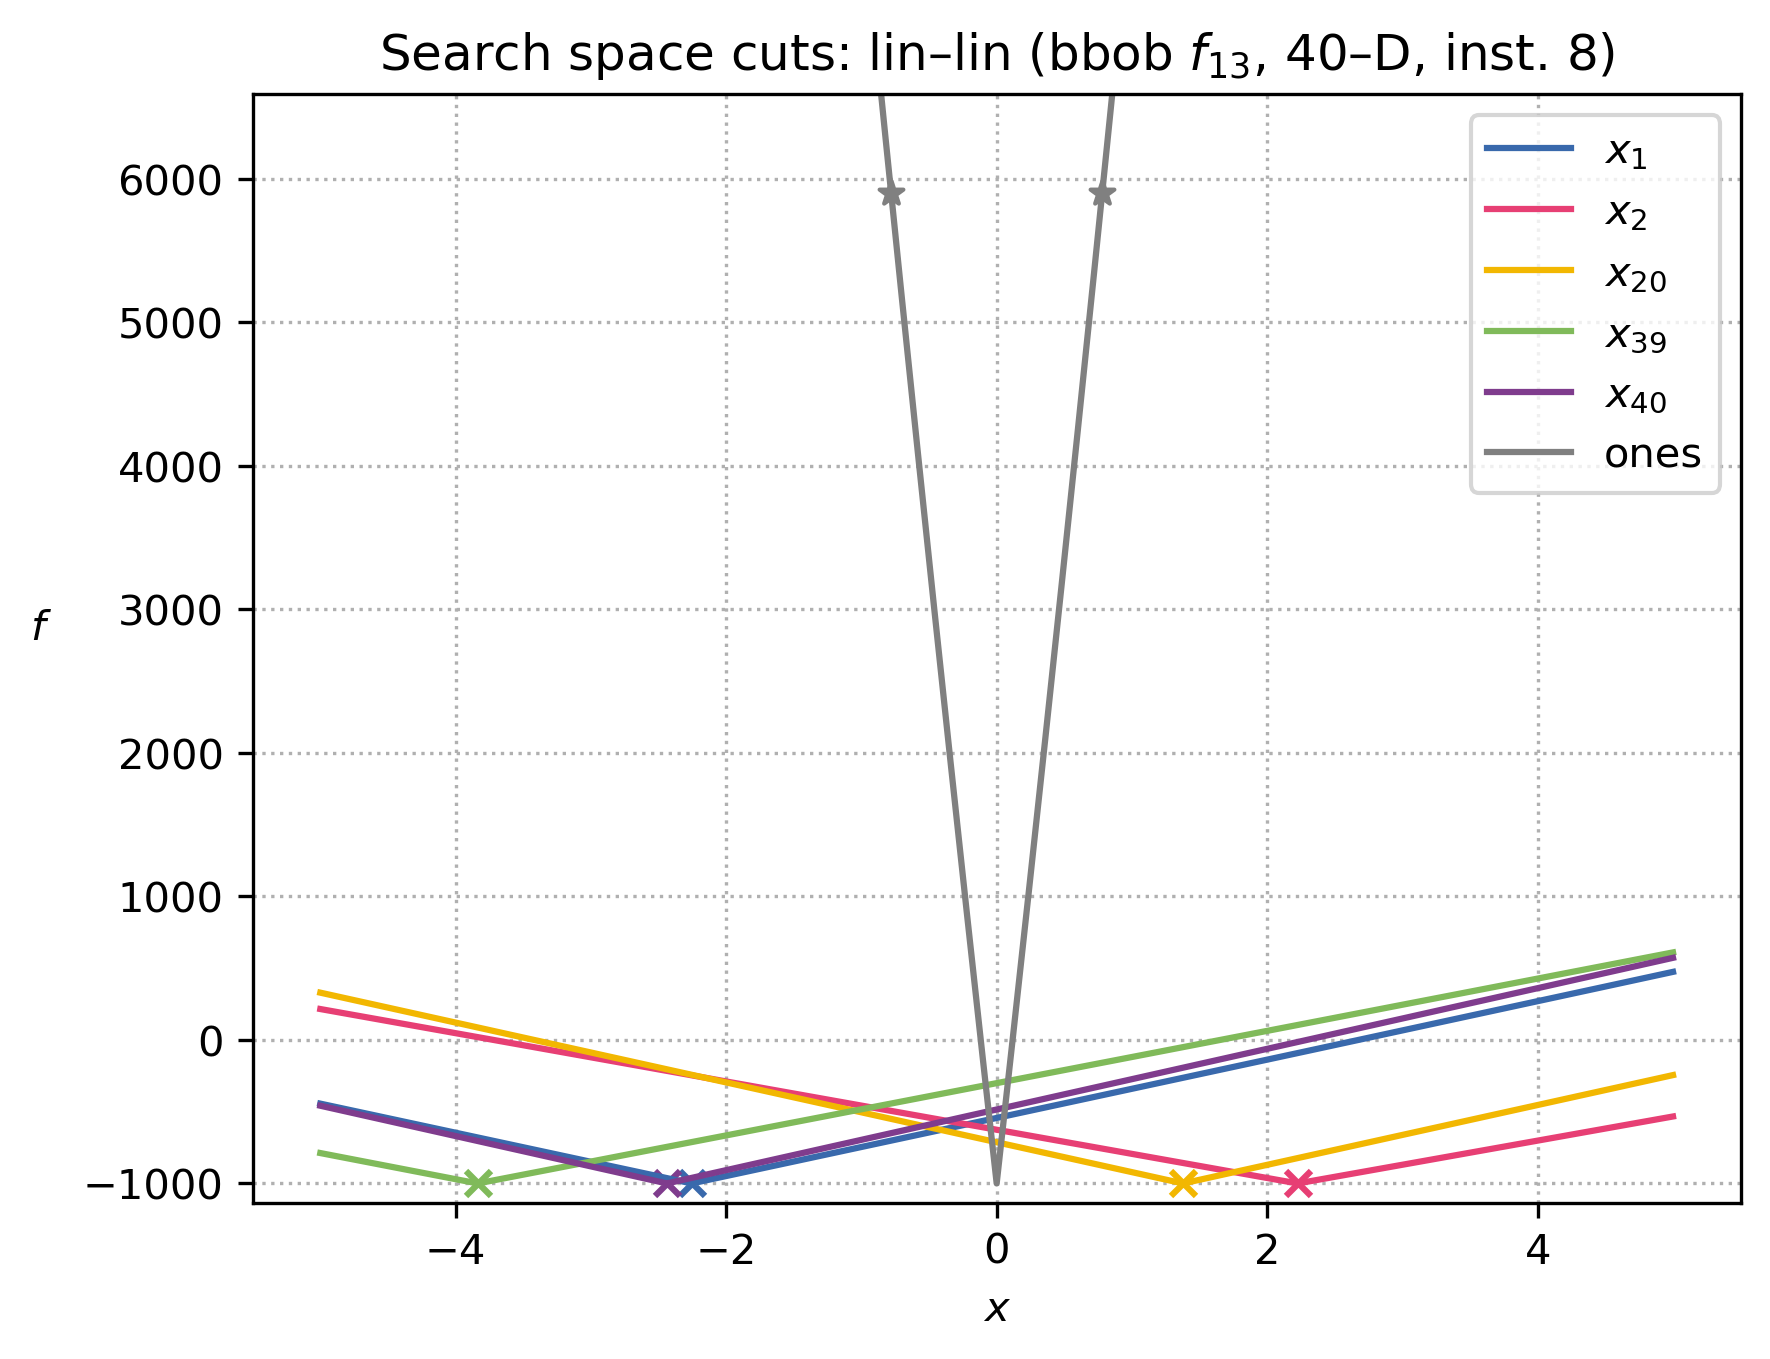 Search space cuts: lin–lin (bbob f₁₃, 40–D, inst. 8)
x₁
x₂
x₂₀
x₃₉
x₄₀
ones
6000
5000
4000
3000
2000
1000
0
−1000
f
−4
−2
0
2
4
x